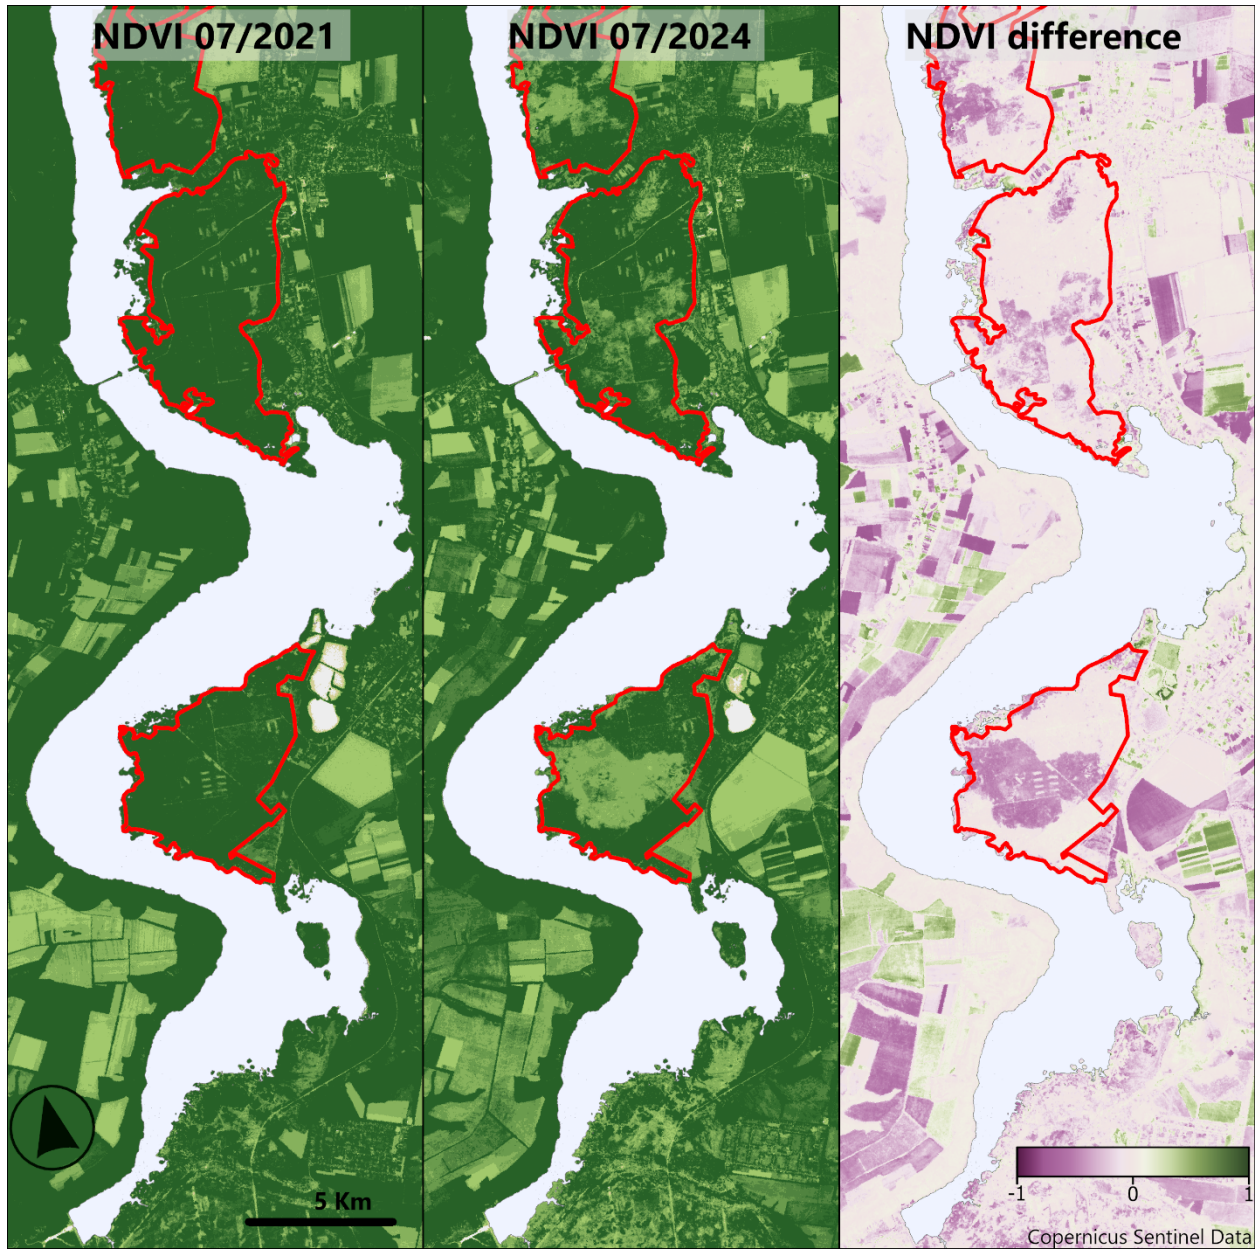 NDVI 07/2021
NDVI 07/2024
NDVI difference
5 Km
-1 0 1
Copernicus Sentinel Data